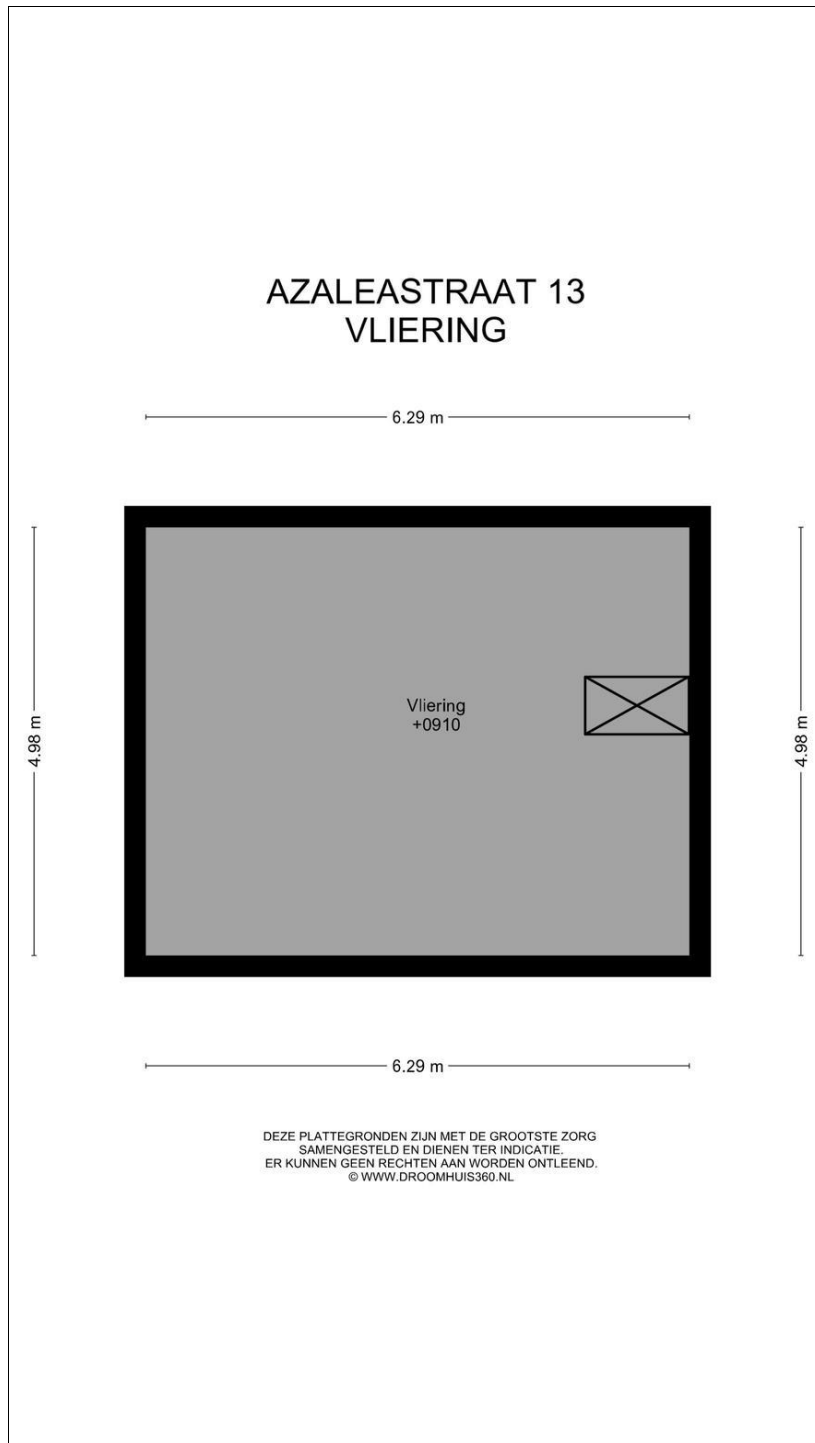 AZALEASTRAAT 13
VLIERING
6.29 m
4.98 m
Vliering
+0910
4.98 m
6.29 m
DEZE PLATTEGRONDEN ZIJN MET DE GROOTSTE ZORG
SAMENGESTELD EN DIENEN TER INDICATIE.
ER KUNNEN GEEN RECHTEN AAN WORDEN ONTLEEND.
© WWW.DROOMHUIS360.NL